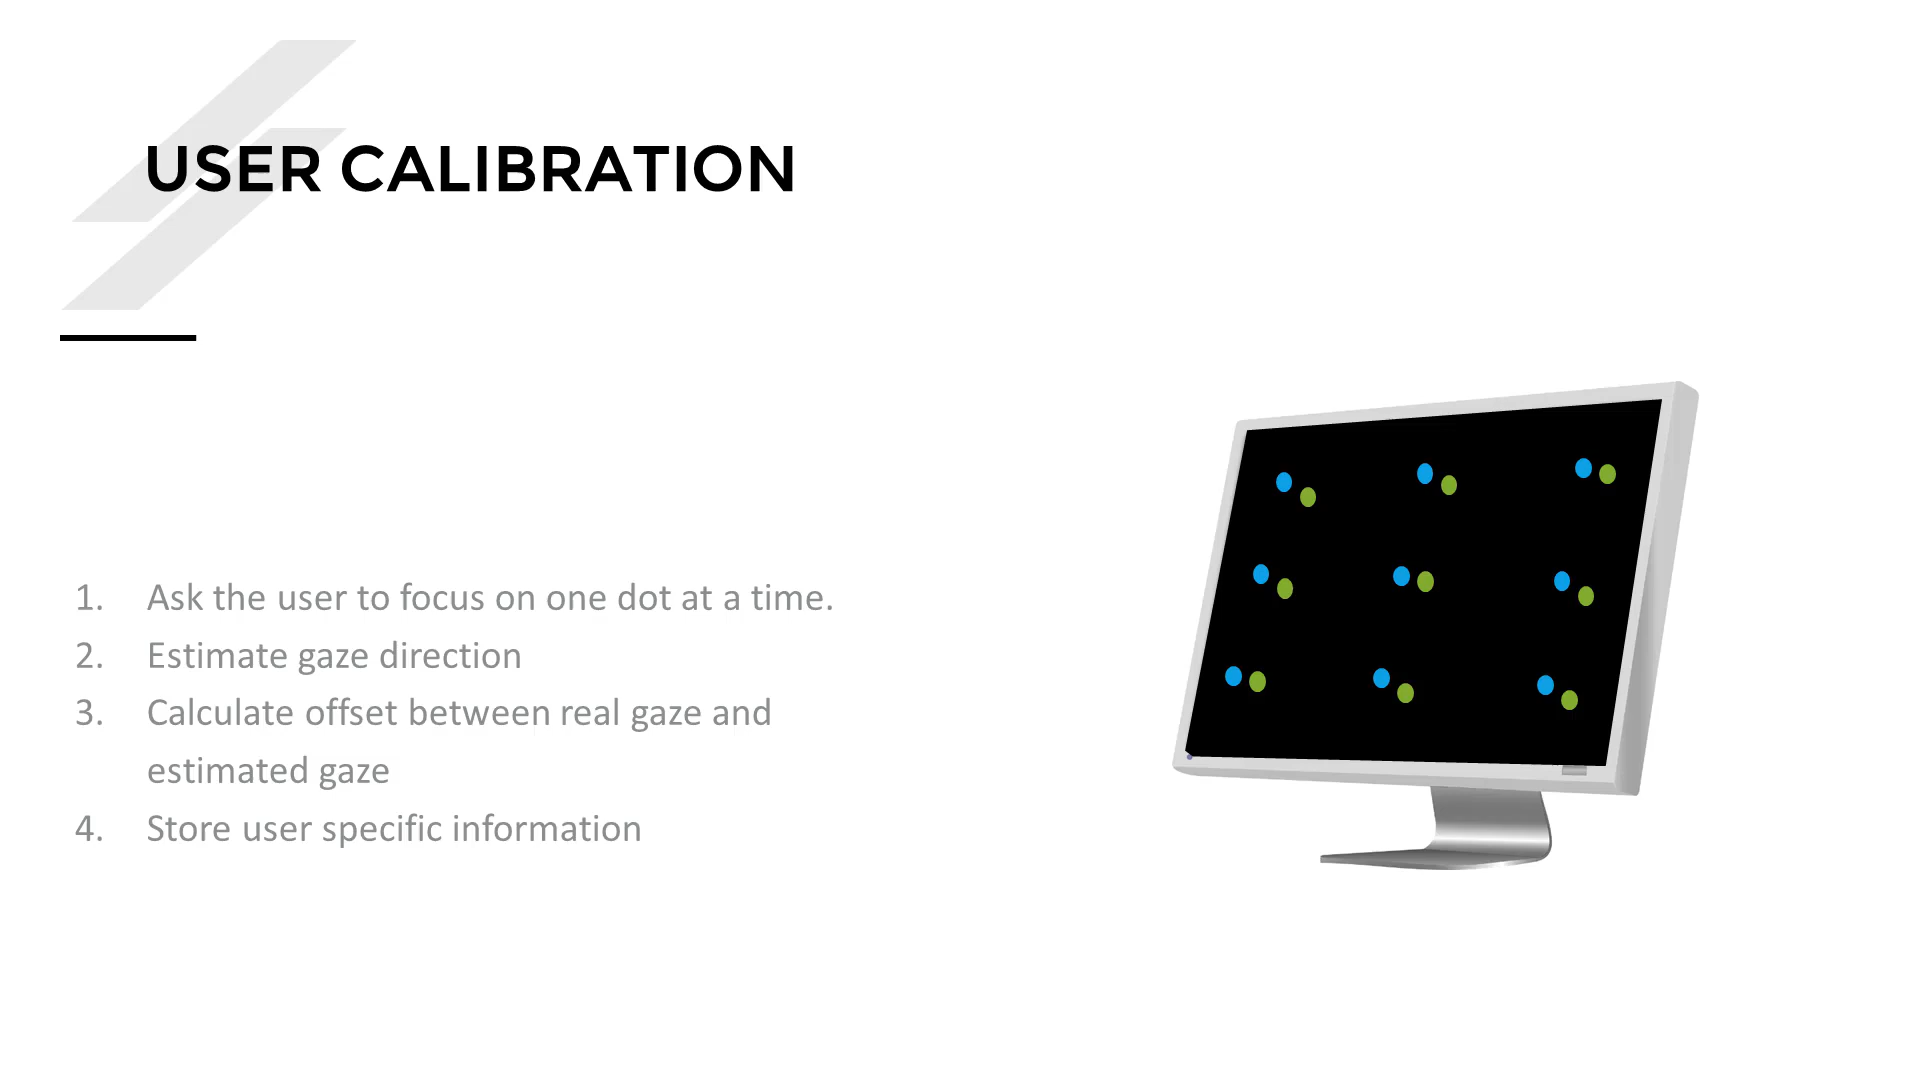 USER CALIBRATION
1. Ask the user to focus on one dot at a time.
2. Estimate gaze direction
3. Calculate offset between real gaze and
estimated gaze
4. Store user specific information